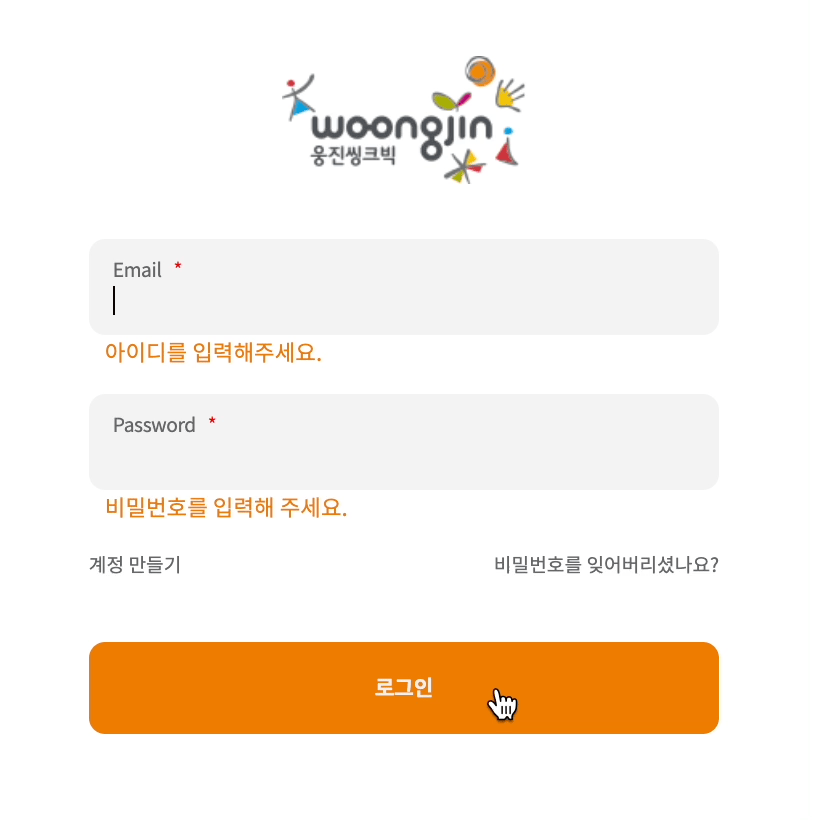 woongjin
웅진씽크빅
Email *
아이디를 입력해주세요.
Password *
비밀번호를 입력해 주세요.
계정 만들기 비밀번호를 잊어버리셨나요?
로그인